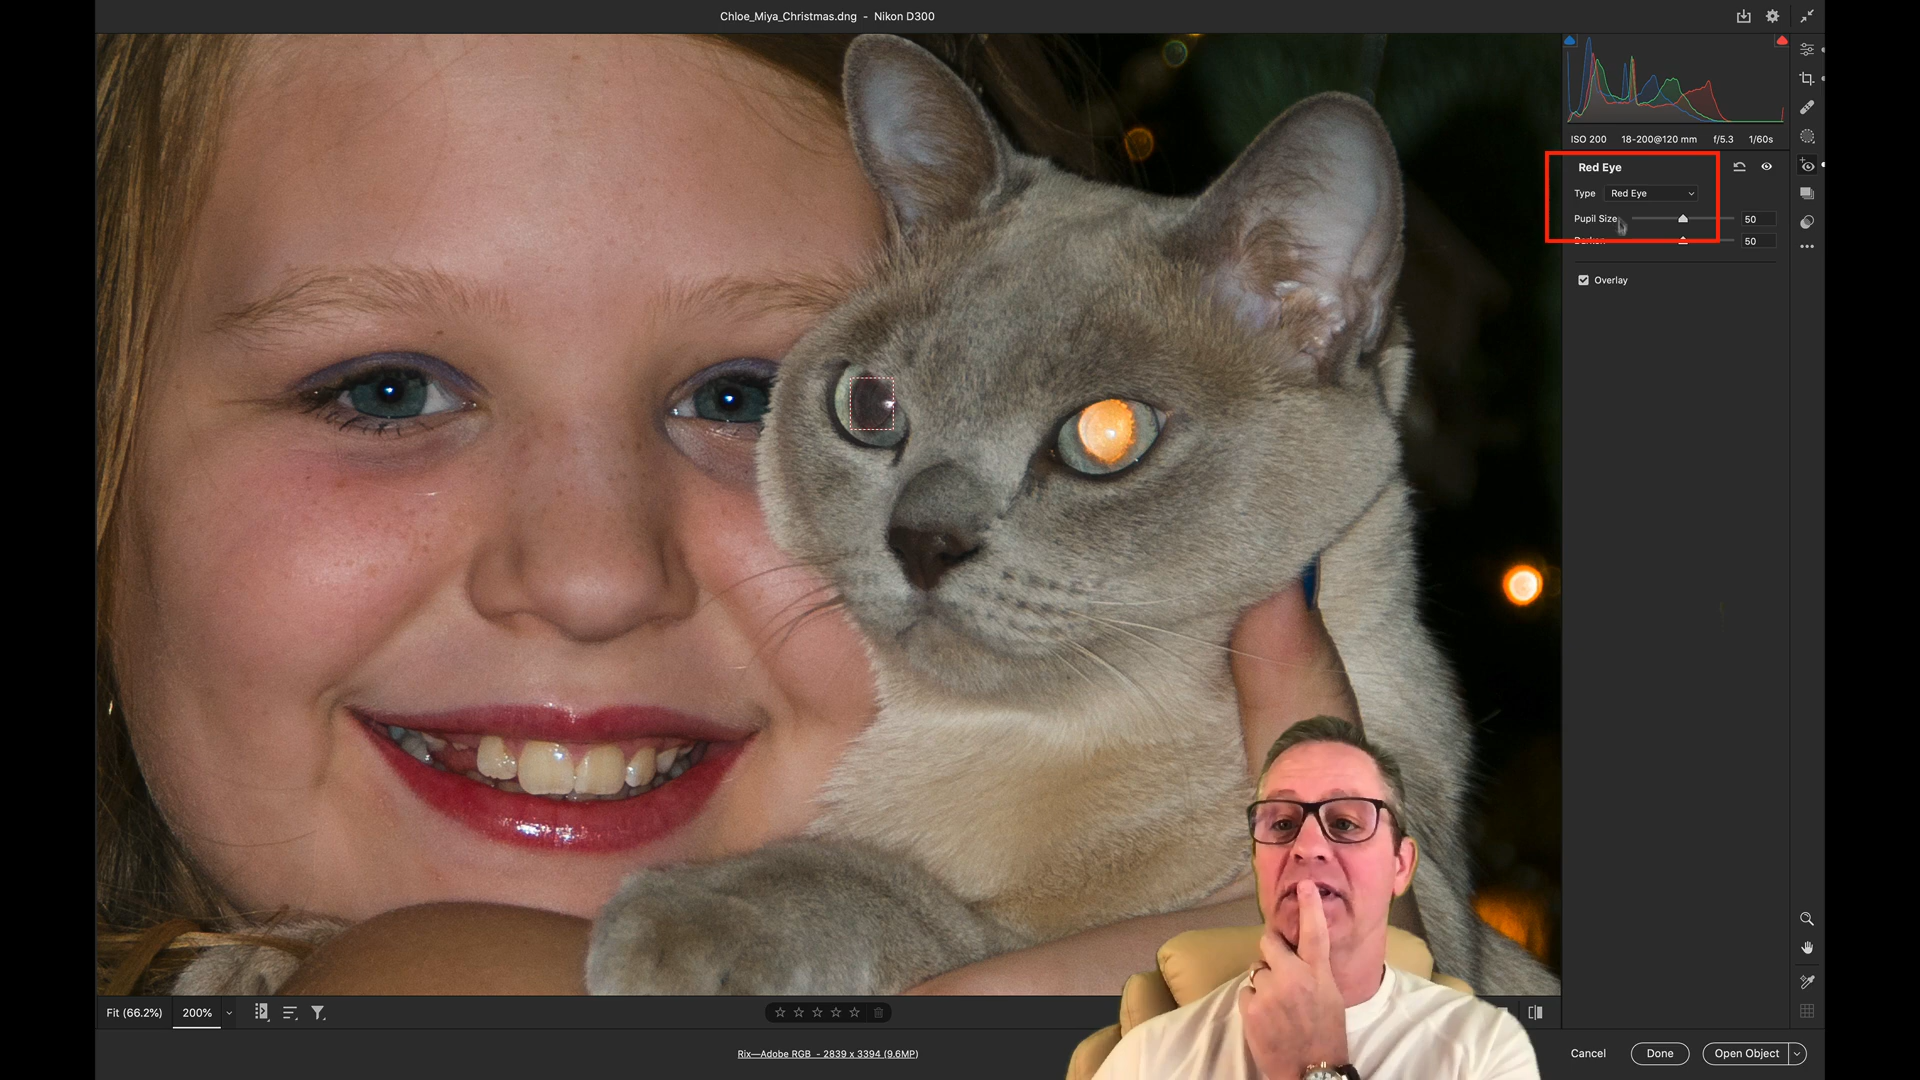 Chloe_Miya_Christmas.dng - Nikon D300
ISO 200 18-200@120 mm f/5.3 1/60s
Red Eye
Type Red Eye
Pupil Size 50
Darken 50
Overlay
Fit (66.2%) 200%
Rix—Adobe RGB - 2839 x 3394 (9.6MP)
Cancel Done Open Object